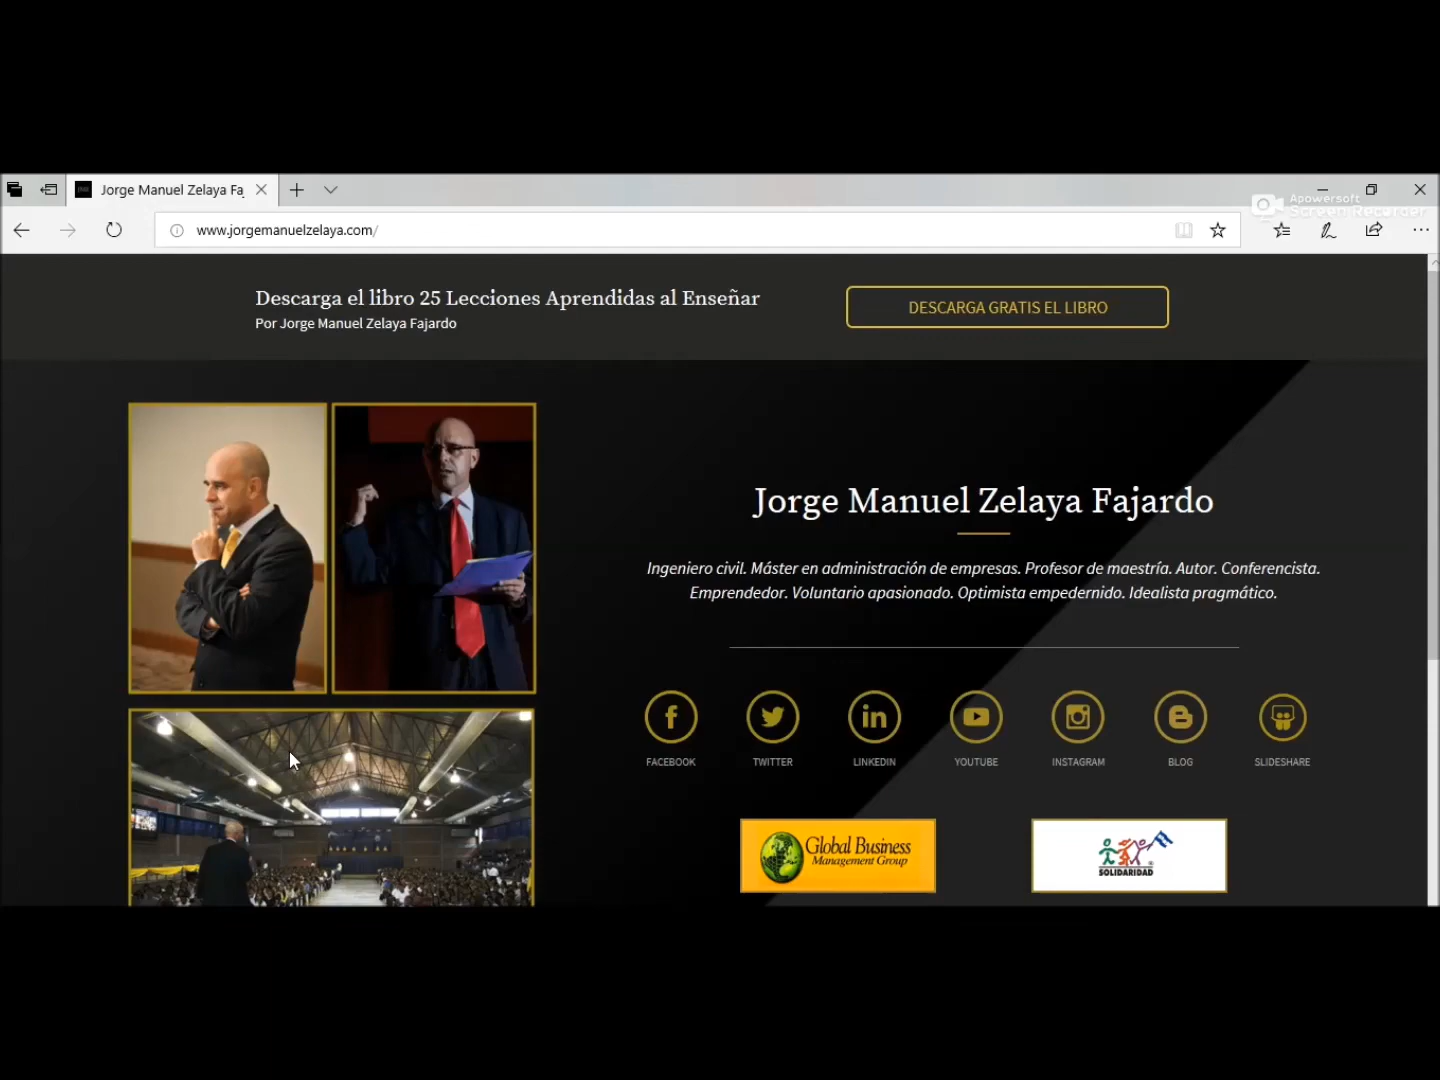 Jorge Manuel Zelaya Fa
Apowersoft
Screen Recorder
www.jorgemanuelzelaya.com/
Descarga el libro 25 Lecciones Aprendidas al Enseñar
Por Jorge Manuel Zelaya Fajardo
DESCARGA GRATIS EL LIBRO
Jorge Manuel Zelaya Fajardo
Ingeniero civil. Máster en administración de empresas. Profesor de maestría. Autor. Conferencista.
Emprendedor. Voluntario apasionado. Optimista empedernido. Idealista pragmático.
FACEBOOK
TWITTER
LINKEDIN
YOUTUBE
INSTAGRAM
BLOG
SLIDESHARE
Global Business
Management Group
SOLIDARIDAD